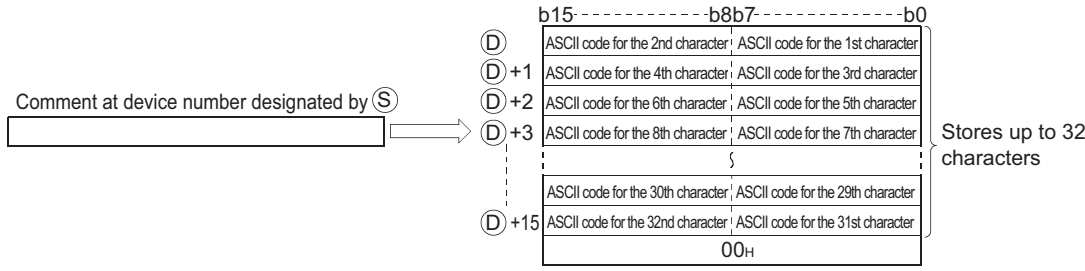 b15 b8 b7 b0
Ⓓ ASCII code for the 2nd character ASCII code for the 1st character
Ⓓ +1 ASCII code for the 4th character ASCII code for the 3rd character
Comment at device number designated by Ⓢ
Ⓓ +2 ASCII code for the 6th character ASCII code for the 5th character
Ⓓ +3 ASCII code for the 8th character ASCII code for the 7th character
Stores up to 32
characters
ASCII code for the 30th character ASCII code for the 29th character
Ⓓ +15 ASCII code for the 32nd character ASCII code for the 31st character
00H